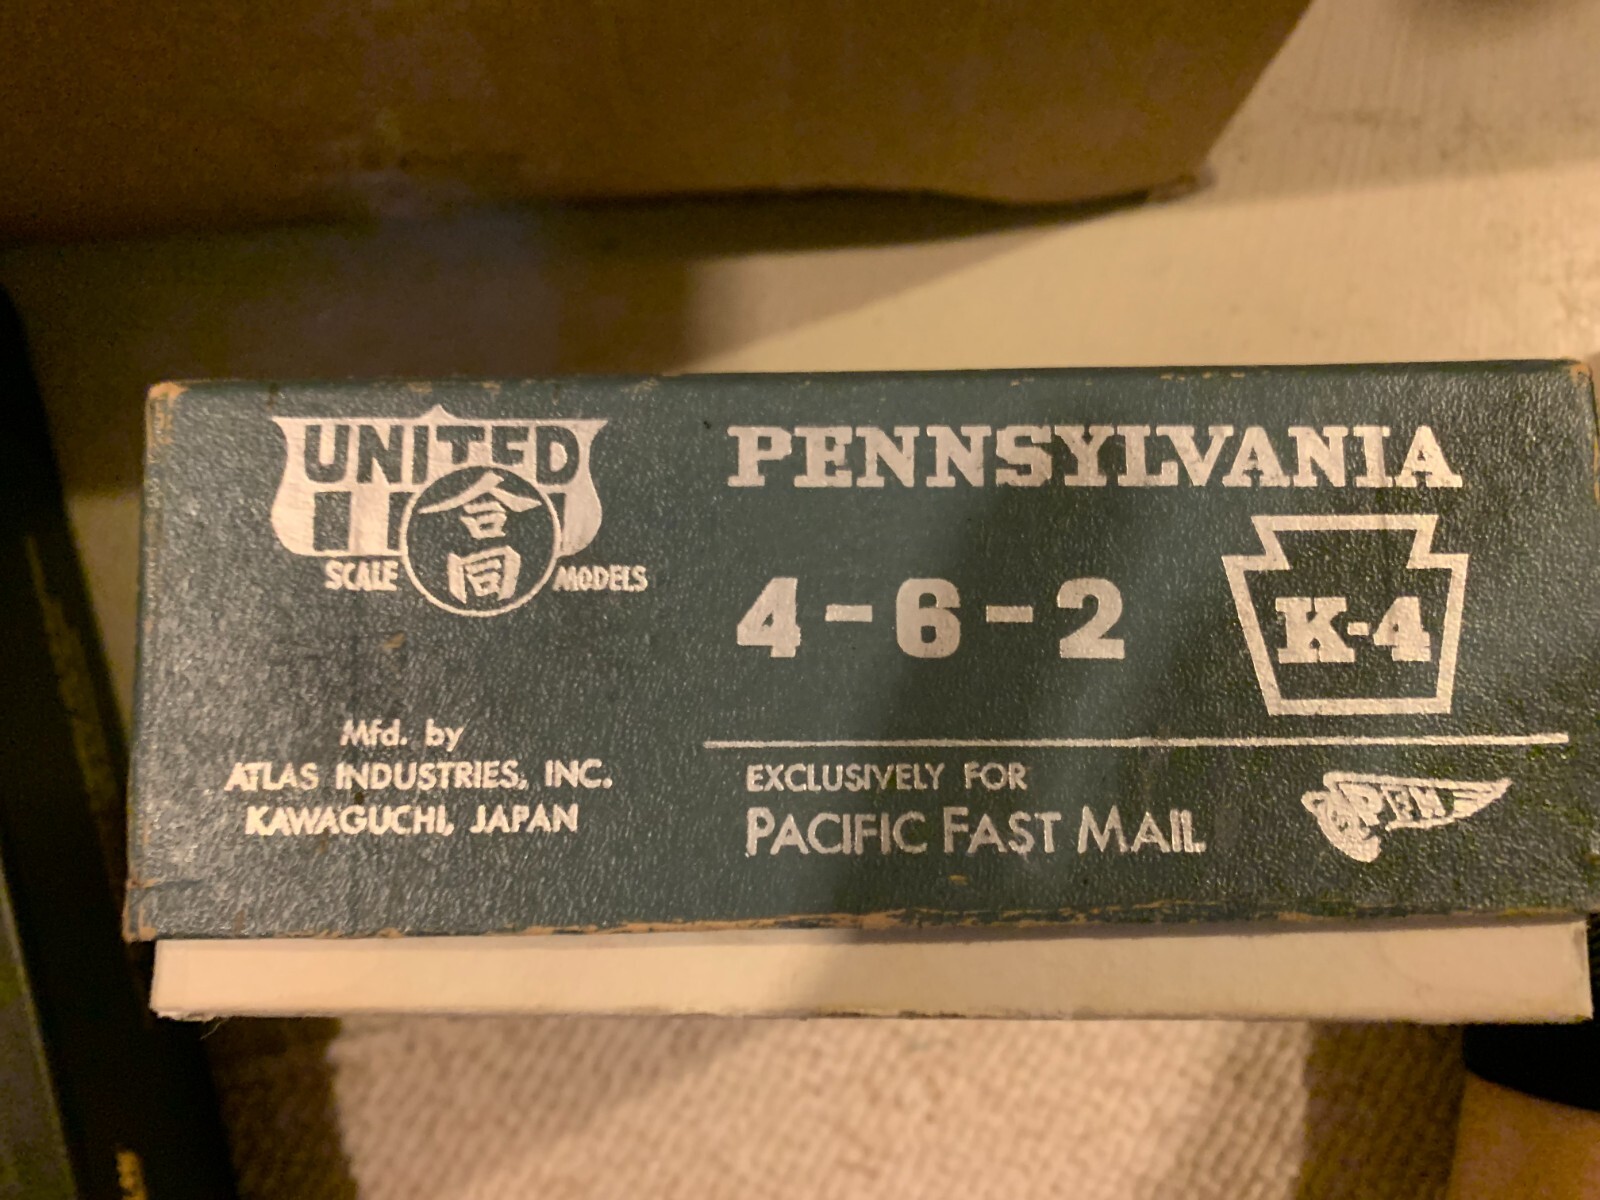 UNITED
合
同
SCALE MODELS
Mfd. by
ATLAS INDUSTRIES, INC.
KAWAGUCHI, JAPAN
PENNSYLVANIA
4-6-2
K-4
EXCLUSIVELY FOR
PACIFIC FAST MAIL
PFM